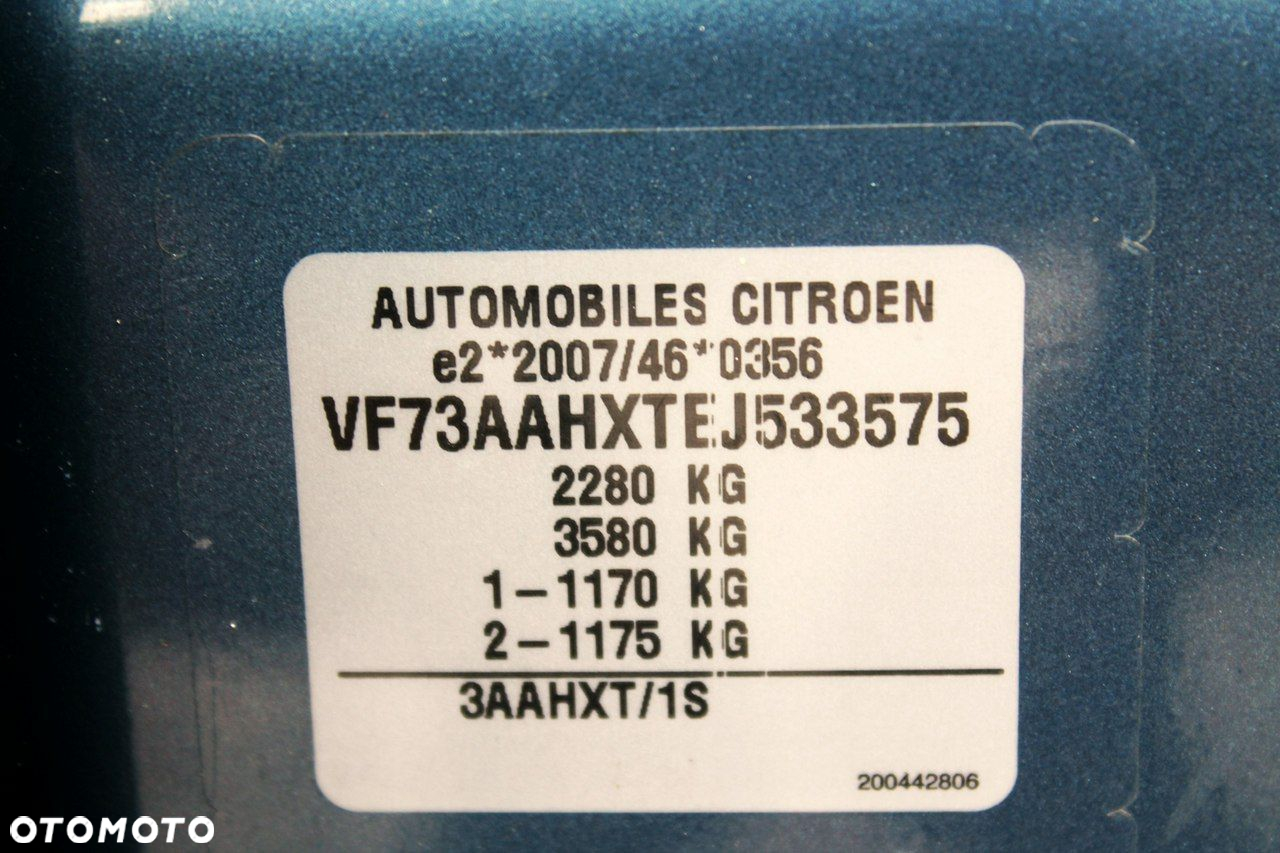 AUTOMOBILES CITROEN
e2*2007/46*0356
VF73AAHXTEJ533575
2280 KG
3580 KG
1-1170 KG
2-1175 KG
3AAHXT/1S
200442806
OTOMOTO